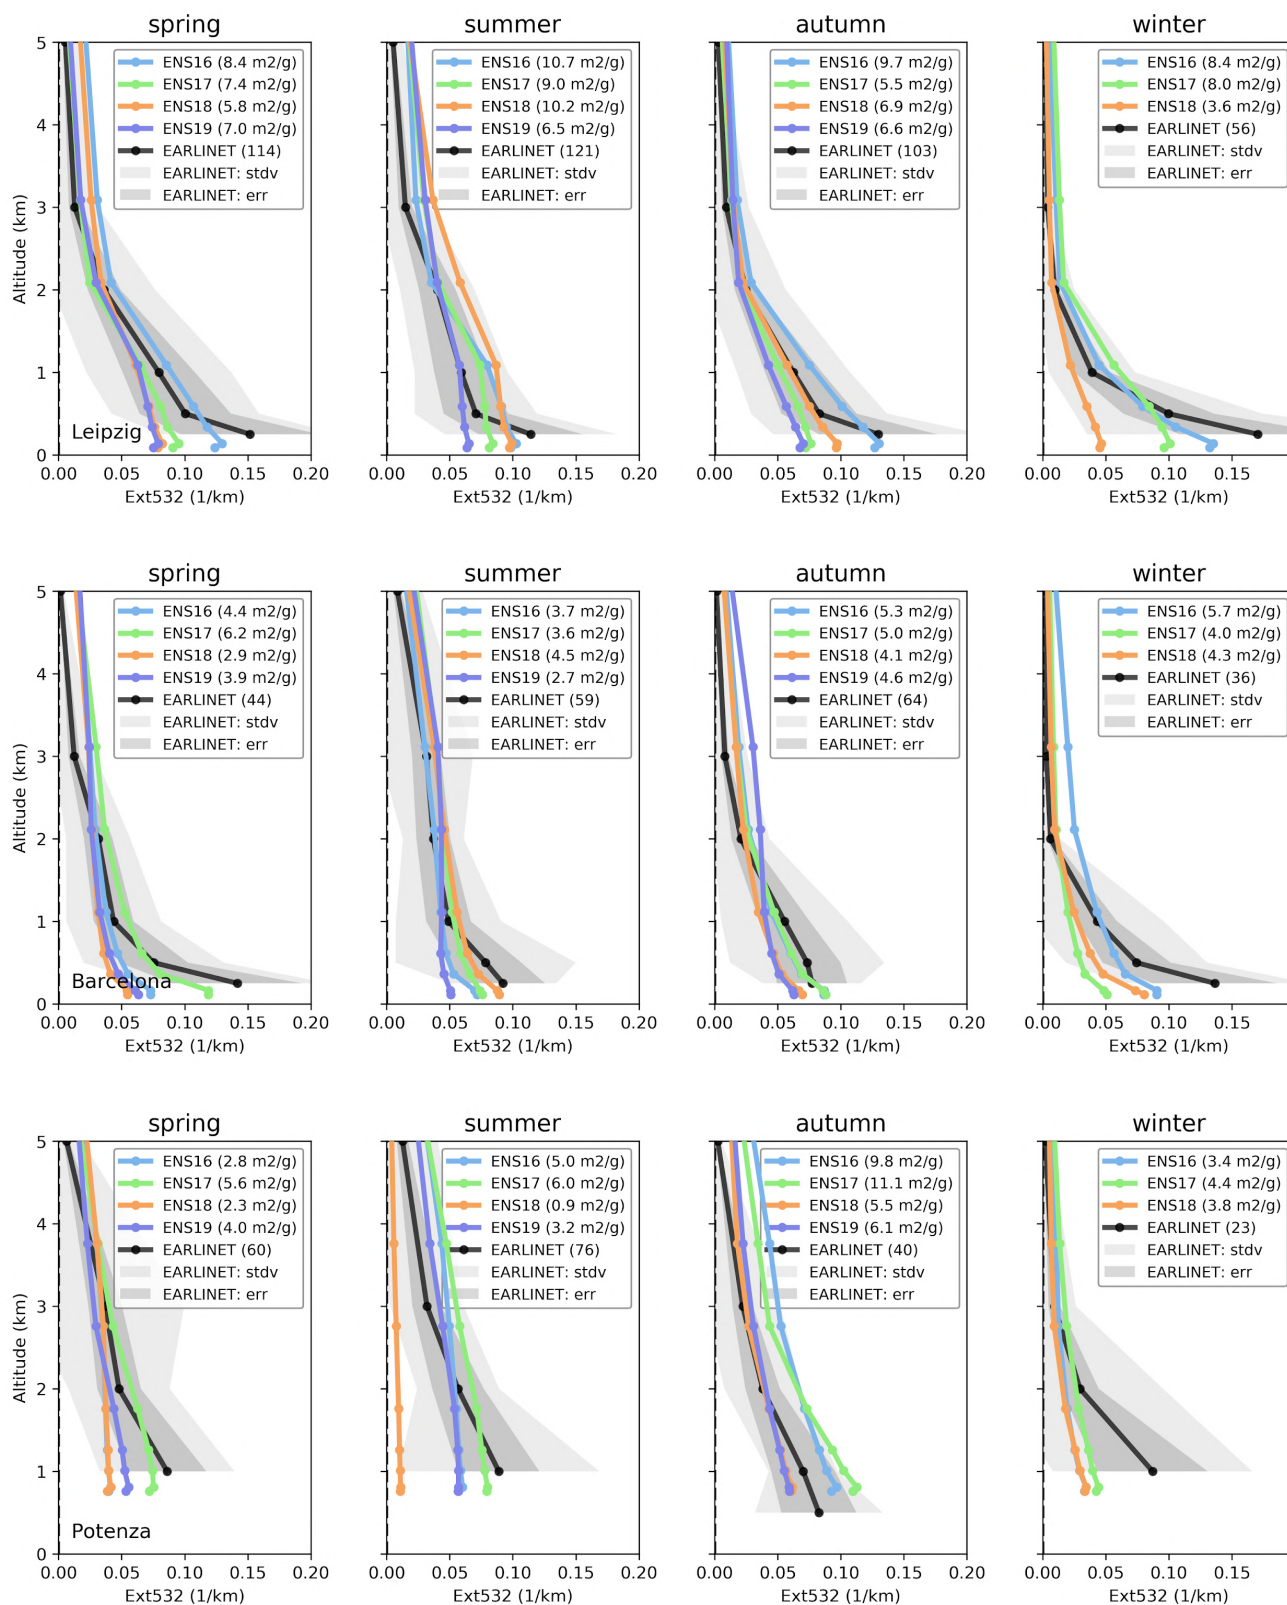 spring
5
4
3
2
1
0
Altitude (km)
ENS16 (8.4 m2/g)
ENS17 (7.4 m2/g)
ENS18 (5.8 m2/g)
ENS19 (7.0 m2/g)
EARLINET (114)
EARLINET: stdv
EARLINET: err
Leipzig
0.00 0.05 0.10 0.15 0.20
Ext532 (1/km)
summer
ENS16 (10.7 m2/g)
ENS17 (9.0 m2/g)
ENS18 (10.2 m2/g)
ENS19 (6.5 m2/g)
EARLINET (121)
EARLINET: stdv
EARLINET: err
0.00 0.05 0.10 0.15 0.20
Ext532 (1/km)
autumn
ENS16 (9.7 m2/g)
ENS17 (5.5 m2/g)
ENS18 (6.9 m2/g)
ENS19 (6.6 m2/g)
EARLINET (103)
EARLINET: stdv
EARLINET: err
0.00 0.05 0.10 0.15 0.20
Ext532 (1/km)
winter
ENS16 (8.4 m2/g)
ENS17 (8.0 m2/g)
ENS18 (3.6 m2/g)
EARLINET (56)
EARLINET: stdv
EARLINET: err
0.00 0.05 0.10 0.15
Ext532 (1/km)
spring
5
4
3
2
1
0
Altitude (km)
ENS16 (4.4 m2/g)
ENS17 (6.2 m2/g)
ENS18 (2.9 m2/g)
ENS19 (3.9 m2/g)
EARLINET (44)
EARLINET: stdv
EARLINET: err
Barcelona
0.00 0.05 0.10 0.15 0.20
Ext532 (1/km)
summer
ENS16 (3.7 m2/g)
ENS17 (3.6 m2/g)
ENS18 (4.5 m2/g)
ENS19 (2.7 m2/g)
EARLINET (59)
EARLINET: stdv
EARLINET: err
0.00 0.05 0.10 0.15 0.20
Ext532 (1/km)
autumn
ENS16 (5.3 m2/g)
ENS17 (5.0 m2/g)
ENS18 (4.1 m2/g)
ENS19 (4.6 m2/g)
EARLINET (64)
EARLINET: stdv
EARLINET: err
0.00 0.05 0.10 0.15 0.20
Ext532 (1/km)
winter
ENS16 (5.7 m2/g)
ENS17 (4.0 m2/g)
ENS18 (4.3 m2/g)
EARLINET (36)
EARLINET: stdv
EARLINET: err
0.00 0.05 0.10 0.15
Ext532 (1/km)
spring
5
4
3
2
1
0
Altitude (km)
ENS16 (2.8 m2/g)
ENS17 (5.6 m2/g)
ENS18 (2.3 m2/g)
ENS19 (4.0 m2/g)
EARLINET (60)
EARLINET: stdv
EARLINET: err
Potenza
0.00 0.05 0.10 0.15 0.20
Ext532 (1/km)
summer
ENS16 (5.0 m2/g)
ENS17 (6.0 m2/g)
ENS18 (0.9 m2/g)
ENS19 (3.2 m2/g)
EARLINET (76)
EARLINET: stdv
EARLINET: err
0.00 0.05 0.10 0.15 0.20
Ext532 (1/km)
autumn
ENS16 (9.8 m2/g)
ENS17 (11.1 m2/g)
ENS18 (5.5 m2/g)
ENS19 (6.1 m2/g)
EARLINET (40)
EARLINET: stdv
EARLINET: err
0.00 0.05 0.10 0.15 0.20
Ext532 (1/km)
winter
ENS16 (3.4 m2/g)
ENS17 (4.4 m2/g)
ENS18 (3.8 m2/g)
EARLINET (23)
EARLINET: stdv
EARLINET: err
0.00 0.05 0.10 0.15
Ext532 (1/km)